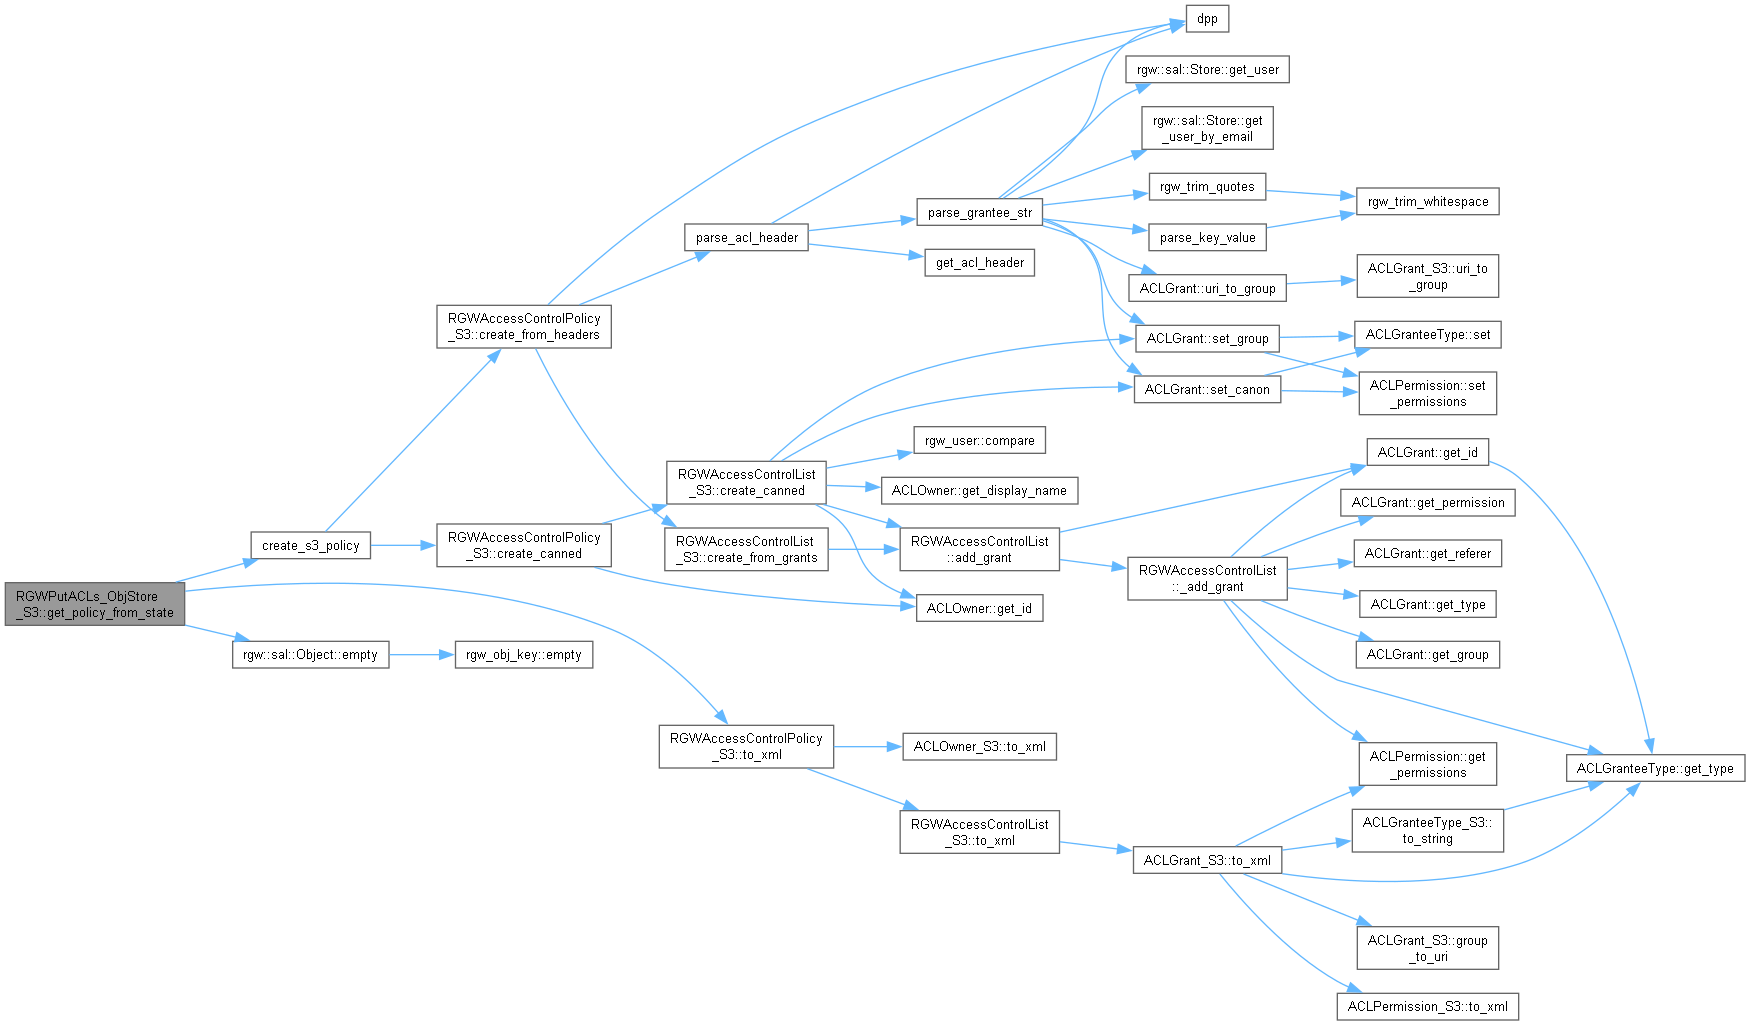 dpp
rgw::sal::Store::get_user
rgw::sal::Store::get
_user_by_email
rgw_trim_quotes
rgw_trim_whitespace
parse_grantee_str
parse_acl_header
parse_key_value
get_acl_header
ACLGrant_S3::uri_to
_group
ACLGrant::uri_to_group
RGWAccessControlPolicy
_S3::create_from_headers
ACLGrant::set_group
ACLGranteeType::set
ACLGrant::set_canon
ACLPermission::set
_permissions
rgw_user::compare
ACLGrant::get_id
RGWAccessControlList
_S3::create_canned
ACLOwner::get_display_name
ACLGrant::get_permission
create_s3_policy
RGWAccessControlPolicy
_S3::create_canned
RGWAccessControlList
_S3::create_from_grants
RGWAccessControlList
::add_grant
ACLGrant::get_referer
RGWAccessControlList
::_add_grant
RGWPutACLs_ObjStore
_S3::get_policy_from_state
ACLOwner::get_id
ACLGrant::get_type
rgw::sal::Object::empty
rgw_obj_key::empty
ACLGrant::get_group
RGWAccessControlPolicy
_S3::to_xml
ACLOwner_S3::to_xml
ACLPermission::get
_permissions
ACLGranteeType::get_type
RGWAccessControlList
_S3::to_xml
ACLGranteeType_S3::
to_string
ACLGrant_S3::to_xml
ACLGrant_S3::group
_to_uri
ACLPermission_S3::to_xml